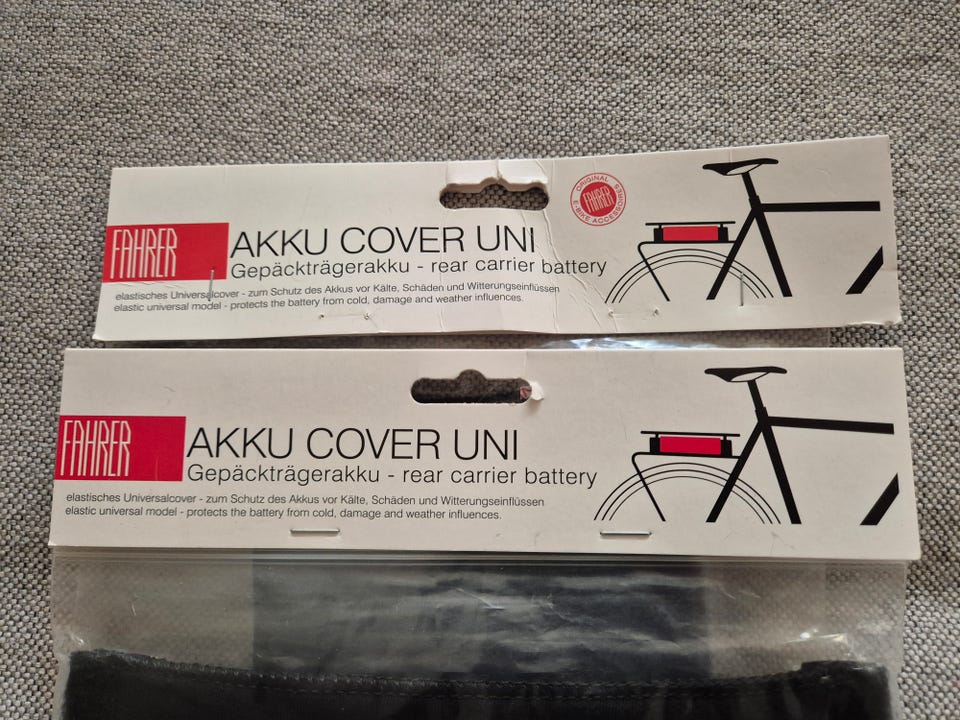 FAHRER
AKKU COVER UNI
Gepäckträgerakku - rear carrier battery
elastisches Universalcover - zum Schutz des Akkus vor Kälte, Schäden und Witterungseinflüssen
elastic universal model - protects the battery from cold, damage and weather influences.
ORIGINAL
FAHRER
E-BIKE ACCESSOIRES
FAHRER
AKKU COVER UNI
Gepäckträgerakku - rear carrier battery
elastisches Universalcover - zum Schutz des Akkus vor Kälte, Schäden und Witterungseinflüssen
elastic universal model - protects the battery from cold, damage and weather influences.